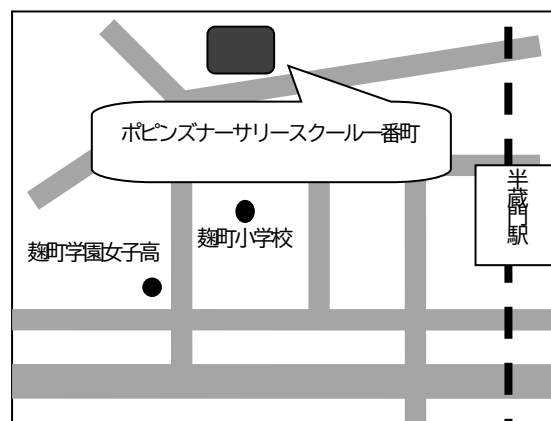 ポピンズナーサリースクール一番町
半蔵門駅
麹町小学校
麹町学園女子高